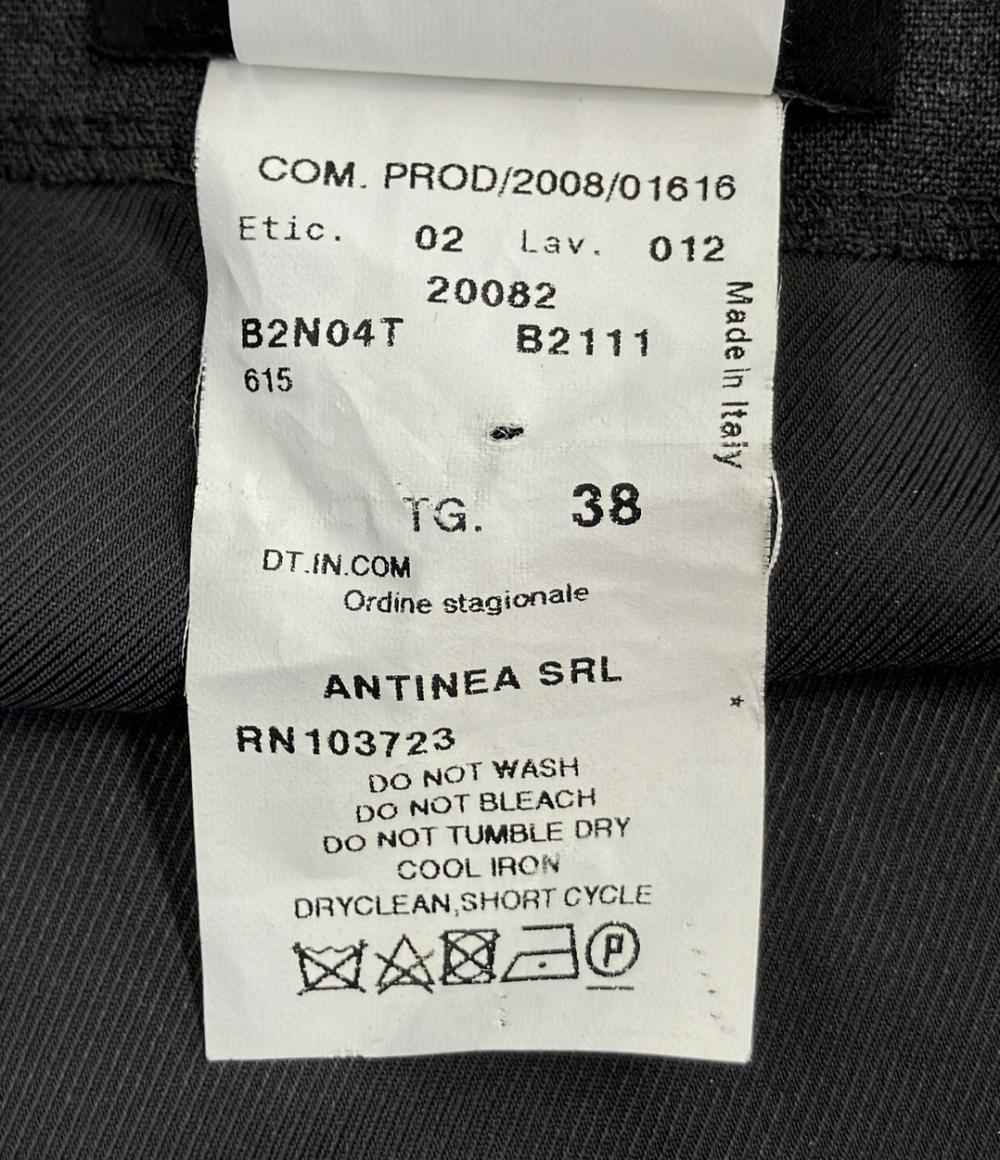 COM. PROD/2008/01616
Etic. 02 Lav. 012
20082
B2N04T B2111
615
Made in Italy
TG. 38
DT.IN.COM
Ordine stagionale
ANTINEA SRL
*
RN103723
DO NOT WASH
DO NOT BLEACH
DO NOT TUMBLE DRY
COOL IRON
DRYCLEAN,SHORT CYCLE
P